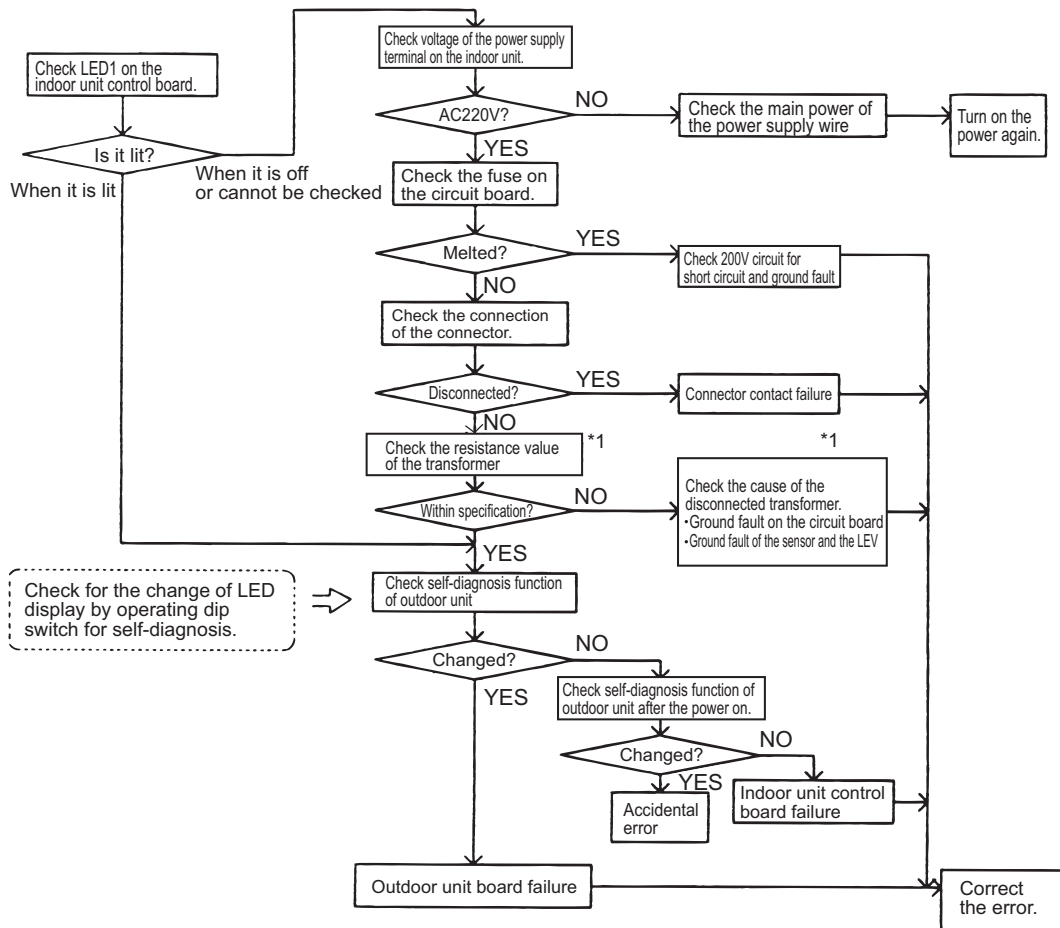 Check LED1 on the
indoor unit control board.
Is it lit?
When it is lit
When it is off
or cannot be checked
Check voltage of the power supply
terminal on the indoor unit.
AC220V?
NO
Check the main power of
the power supply wire
Turn on the
power again.
YES
Check the fuse on
the circuit board.
Melted?
YES
Check 200V circuit for
short circuit and ground fault
NO
Check the connection
of the connector.
Disconnected?
YES
Connector contact failure
NO
Check the resistance value
of the transformer
*1
*1
Within specification?
NO
Check the cause of the
disconnected transformer.
•Ground fault on the circuit board
•Ground fault of the sensor and the LEV
YES
Check for the change of LED
display by operating dip
switch for self-diagnosis.
Check self-diagnosis function
of outdoor unit
Changed?
NO
YES
Check self-diagnosis function of
outdoor unit after the power on.
Changed?
NO
YES
Accidental
error
Indoor unit control
board failure
Outdoor unit board failure
Correct
the error.